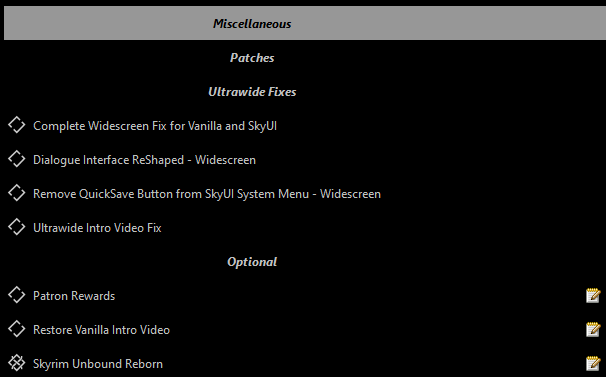 Miscellaneous
Patches
Ultrawide Fixes
Complete Widescreen Fix for Vanilla and SkyUI
Dialogue Interface ReShaped - Widescreen
Remove QuickSave Button from SkyUI System Menu - Widescreen
Ultrawide Intro Video Fix
Optional
Patron Rewards
Restore Vanilla Intro Video
Skyrim Unbound Reborn